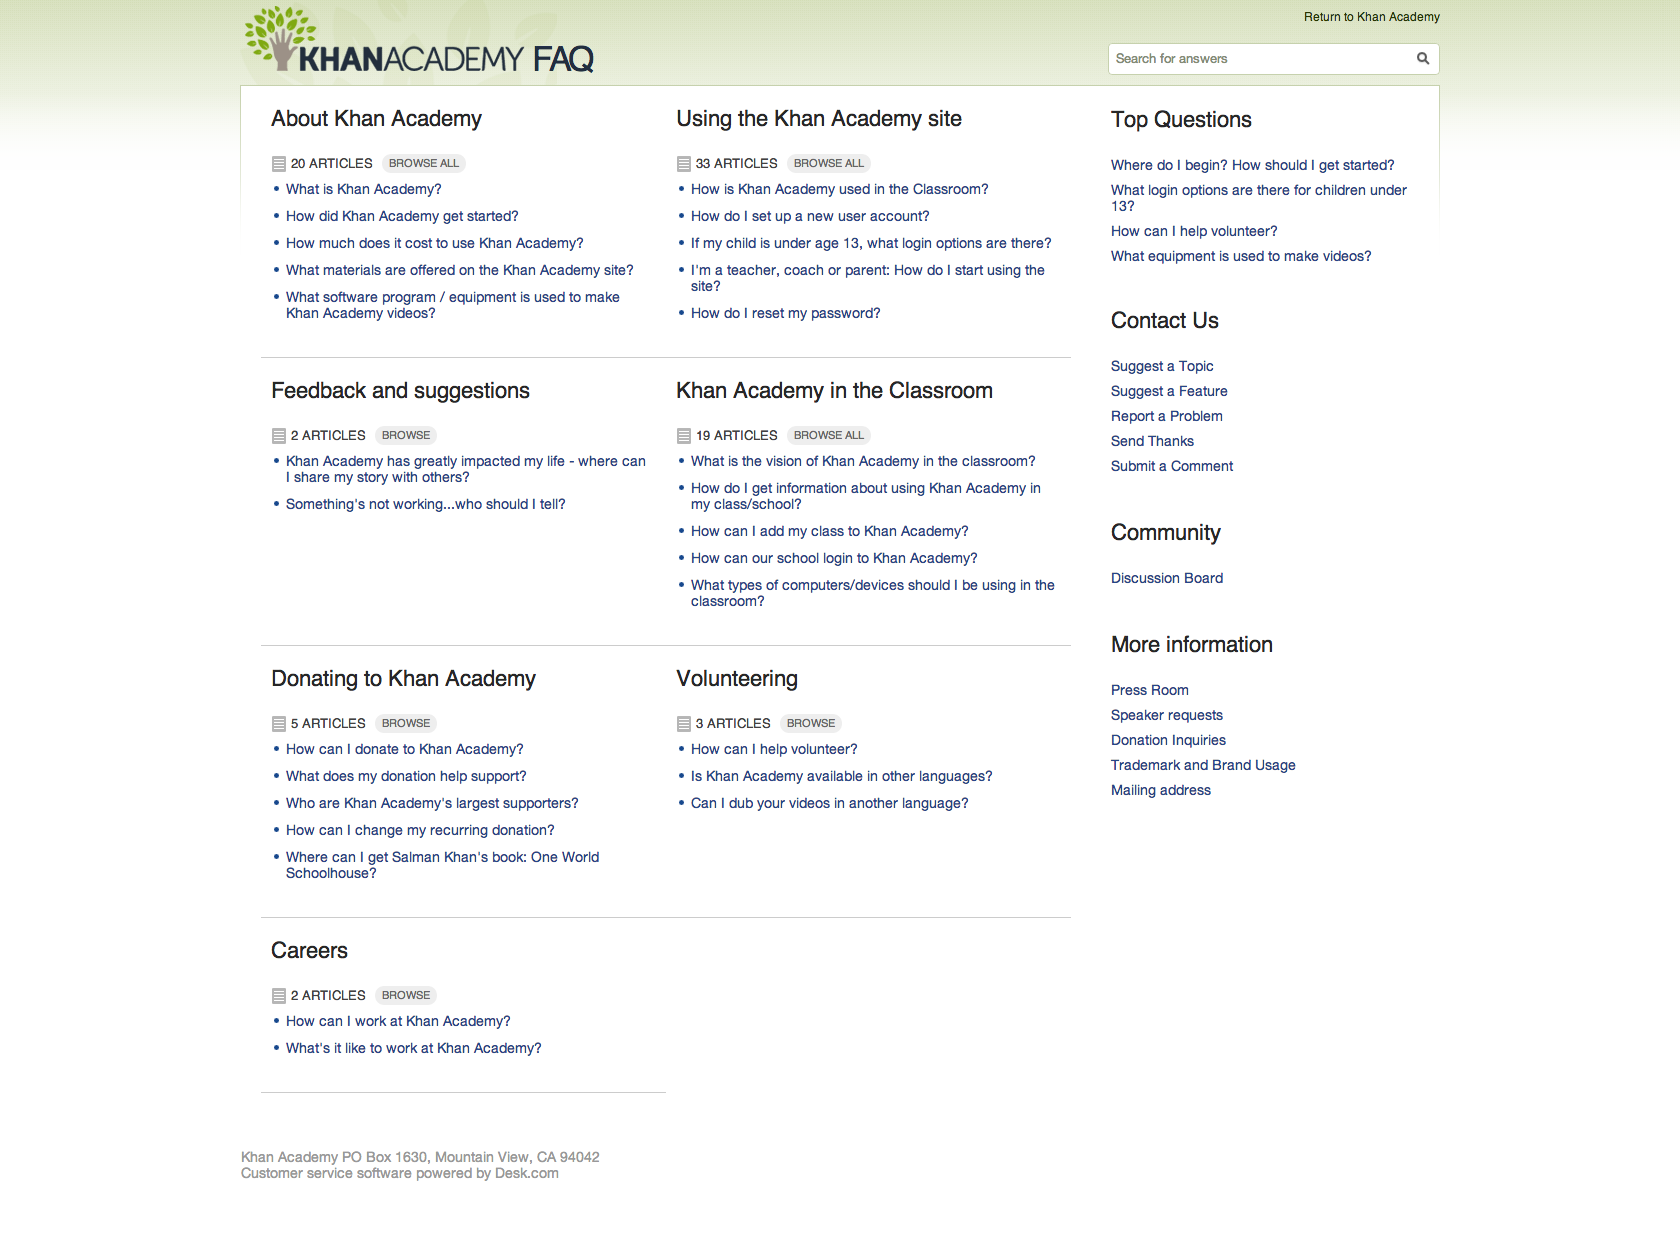 Return to Khan Academy
KHANACADEMY FAQ
Search for answers
About Khan Academy
20 ARTICLES BROWSE ALL
• What is Khan Academy?
• How did Khan Academy get started?
• How much does it cost to use Khan Academy?
• What materials are offered on the Khan Academy site?
• What software program / equipment is used to make
Khan Academy videos?
Using the Khan Academy site
33 ARTICLES BROWSE ALL
• How is Khan Academy used in the Classroom?
• How do I set up a new user account?
• If my child is under age 13, what login options are there?
• I'm a teacher, coach or parent: How do I start using the
site?
• How do I reset my password?
Feedback and suggestions
2 ARTICLES BROWSE
• Khan Academy has greatly impacted my life - where can
I share my story with others?
• Something's not working...who should I tell?
Khan Academy in the Classroom
19 ARTICLES BROWSE ALL
• What is the vision of Khan Academy in the classroom?
• How do I get information about using Khan Academy in
my class/school?
• How can I add my class to Khan Academy?
• How can our school login to Khan Academy?
• What types of computers/devices should I be using in the
classroom?
Donating to Khan Academy
5 ARTICLES BROWSE
• How can I donate to Khan Academy?
• What does my donation help support?
• Who are Khan Academy's largest supporters?
• How can I change my recurring donation?
• Where can I get Salman Khan's book: One World
Schoolhouse?
Volunteering
3 ARTICLES BROWSE
• How can I help volunteer?
• Is Khan Academy available in other languages?
• Can I dub your videos in another language?
Careers
2 ARTICLES BROWSE
• How can I work at Khan Academy?
• What's it like to work at Khan Academy?
Top Questions
Where do I begin? How should I get started?
What login options are there for children under
13?
How can I help volunteer?
What equipment is used to make videos?
Contact Us
Suggest a Topic
Suggest a Feature
Report a Problem
Send Thanks
Submit a Comment
Community
Discussion Board
More information
Press Room
Speaker requests
Donation Inquiries
Trademark and Brand Usage
Mailing address
Khan Academy PO Box 1630, Mountain View, CA 94042
Customer service software powered by Desk.com